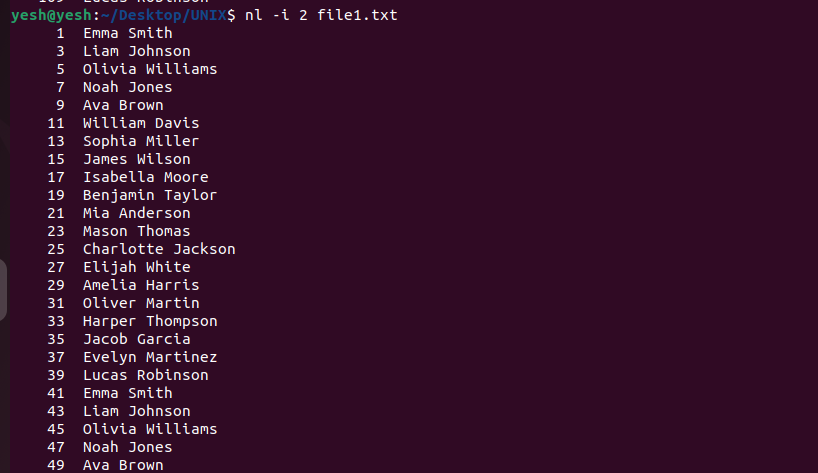 yesh@yesh:~/Desktop/UNIX$ nl -i 2 file1.txt
1 Emma Smith
3 Liam Johnson
5 Olivia Williams
7 Noah Jones
9 Ava Brown
11 William Davis
13 Sophia Miller
15 James Wilson
17 Isabella Moore
19 Benjamin Taylor
21 Mia Anderson
23 Mason Thomas
25 Charlotte Jackson
27 Elijah White
29 Amelia Harris
31 Oliver Martin
33 Harper Thompson
35 Jacob Garcia
37 Evelyn Martinez
39 Lucas Robinson
41 Emma Smith
43 Liam Johnson
45 Olivia Williams
47 Noah Jones
49 Ava Brown